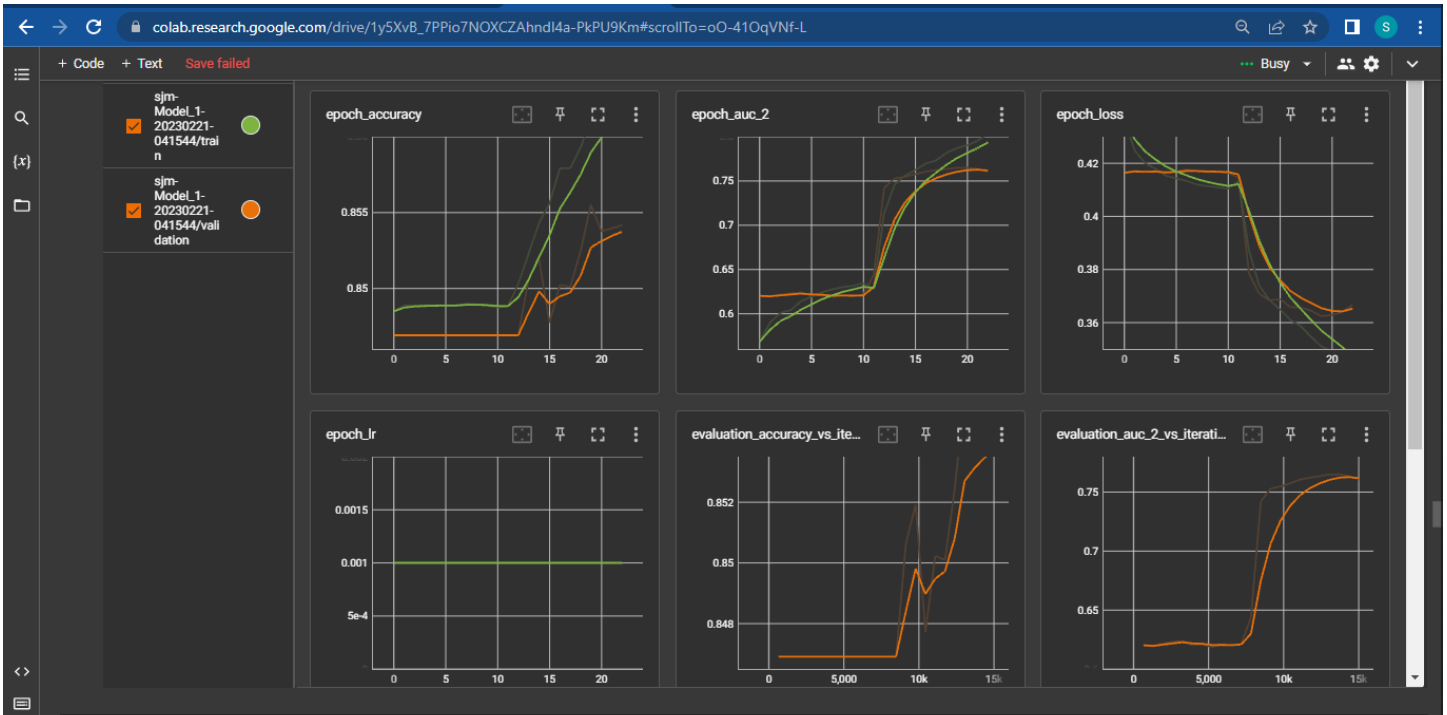 colab.research.google.com/drive/1y5XvB_7PPio7NOXCZAhndI4a-PkPU9Km#scrollTo=oO-41OqVNf-L
S
+ Code + Text Save failed
Busy
{x}
<>
sjm-
Model_1-
20230221-
041544/trai
n
sjm-
Model_1-
20230221-
041544/vali
dation
epoch_accuracy
0.855
0.85
0 5 10 15 20
epoch_auc_2
0.75
0.7
0.65
0.6
0 5 10 15 20
epoch_loss
0.42
0.4
0.38
0.36
0 5 10 15 20
epoch_lr
0.0015
0.001
5e-4
0 5 10 15 20
evaluation_accuracy_vs_ite...
0.852
0.85
0.848
0 5,000 10k 15k
evaluation_auc_2_vs_iterati...
0.75
0.7
0.65
0 5,000 10k 15k